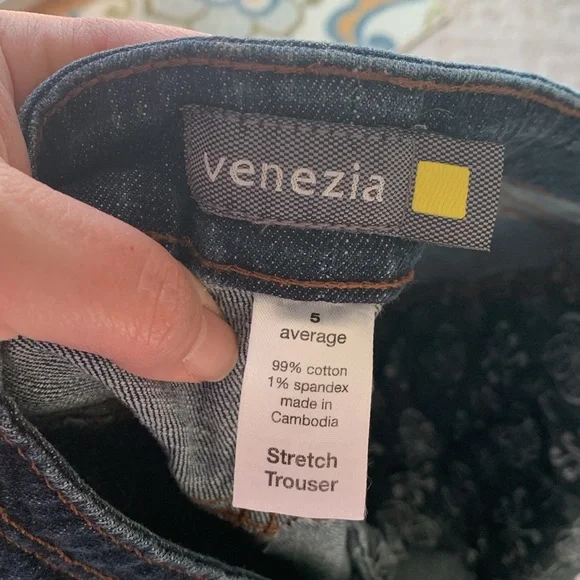 venezia
5
average
99% cotton
1% spandex
made in
Cambodia
Stretch
Trouser